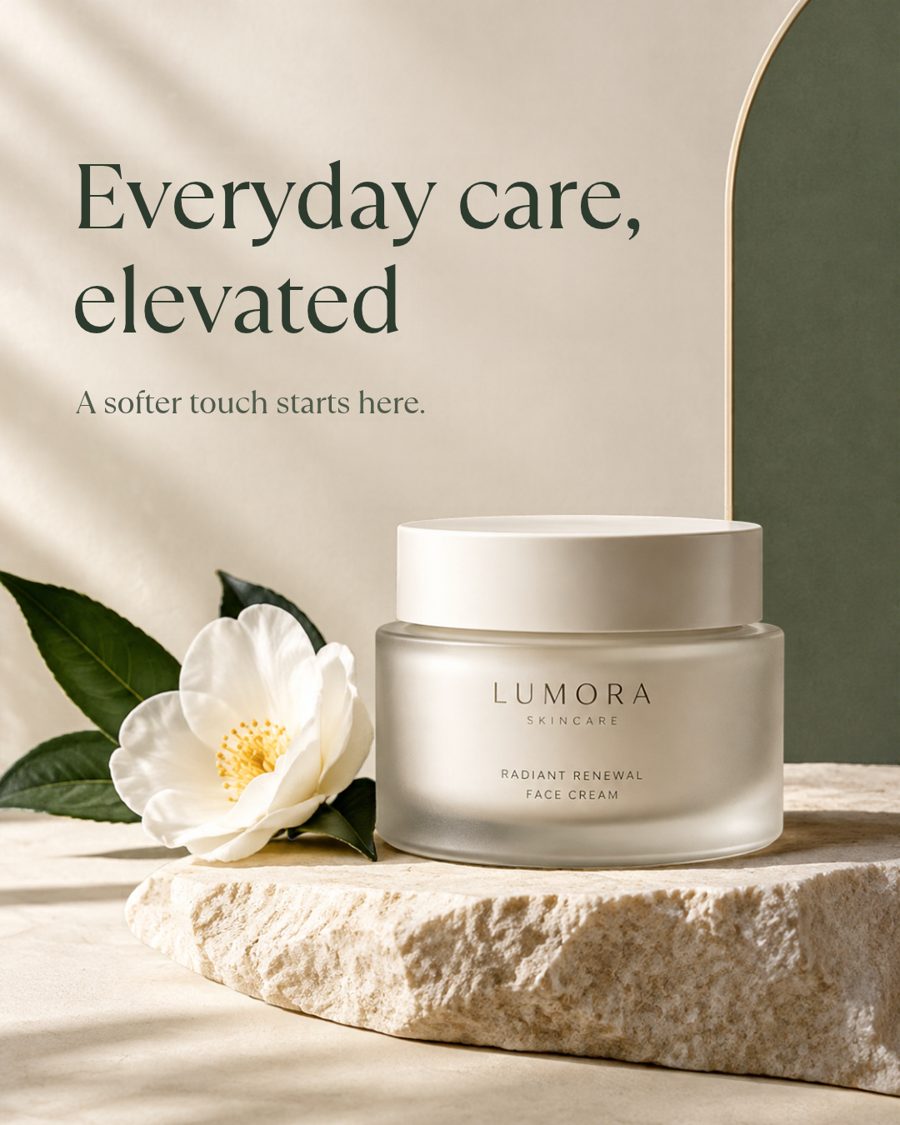 Everyday care,
elevated
A softer touch starts here.
LUMORA
SKINCARE
RADIANT RENEWAL
FACE CREAM